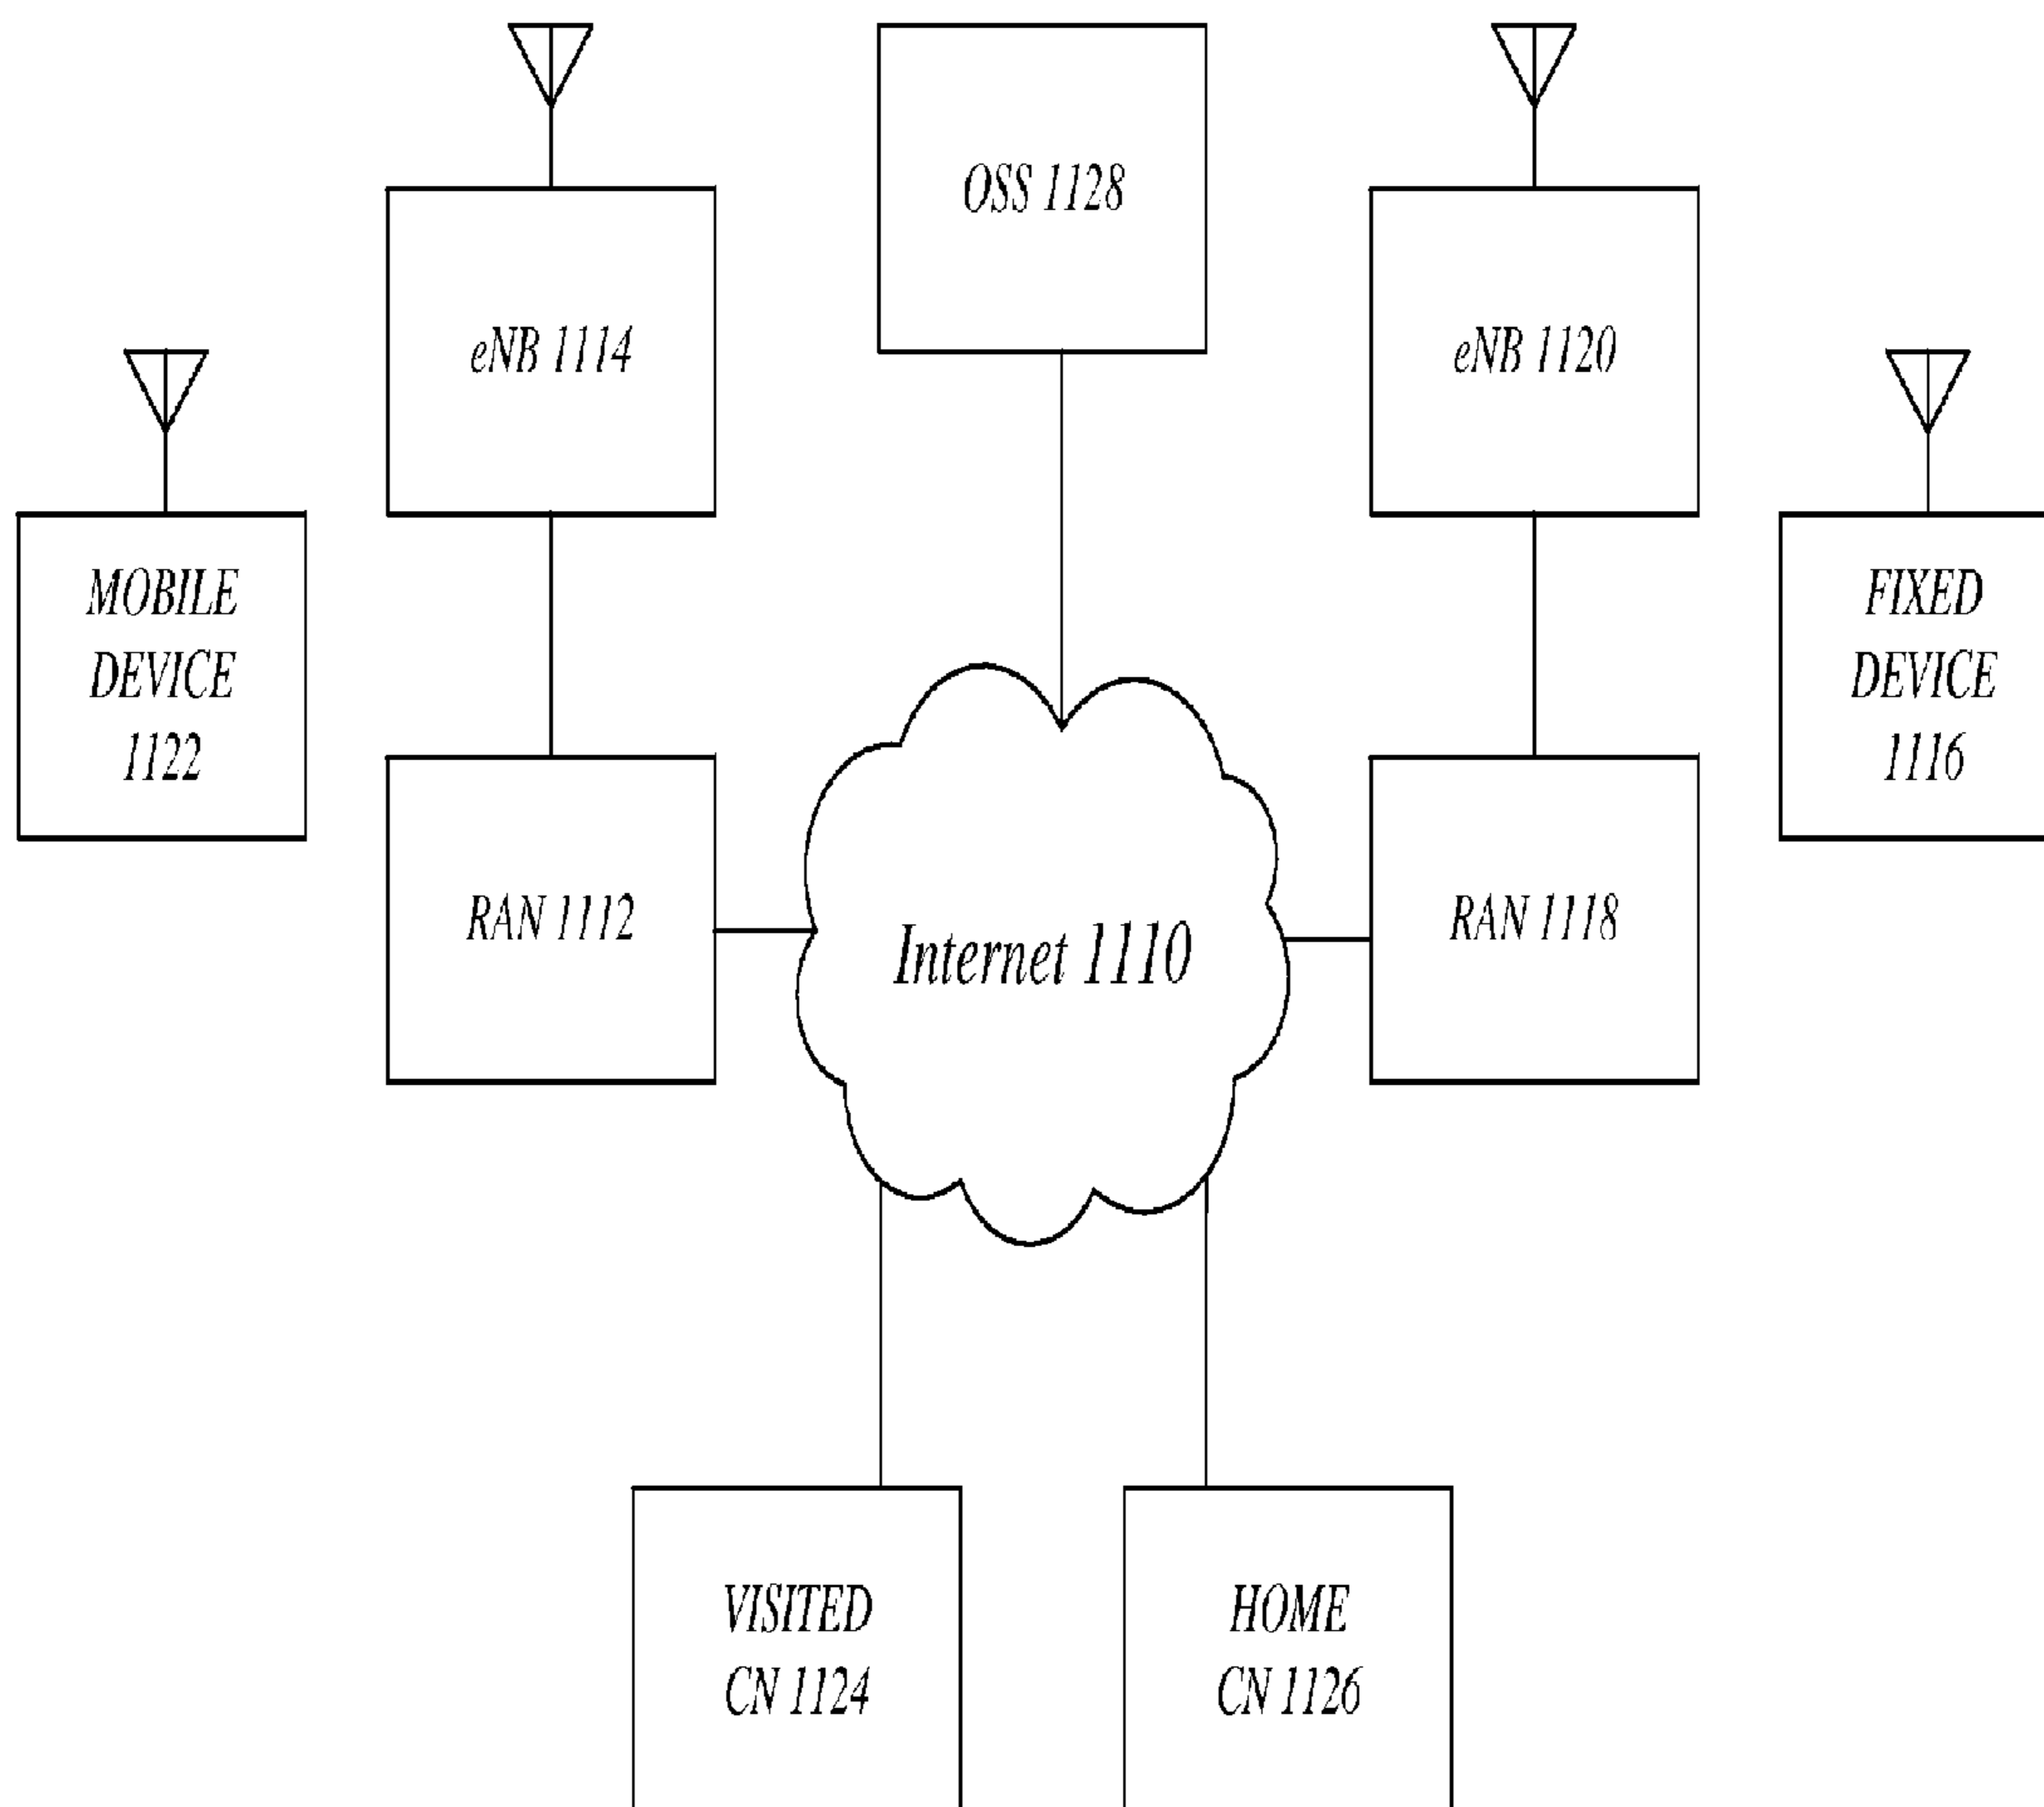 OSS 1128
eNB 1114
eNB 1120
MOBILE
DEVICE
1122
FIXED
DEVICE
1116
RAN 1112
Internet 1110
RAN 1118
VISITED
CN 1124
HOME
CN 1126